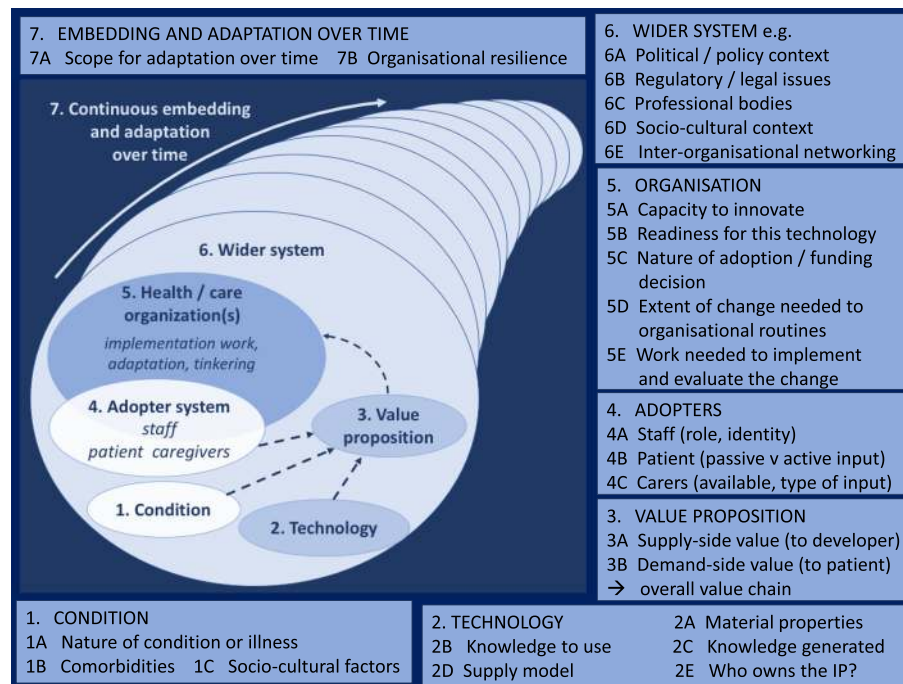 7. EMBEDDING AND ADAPTATION OVER TIME
7A Scope for adaptation over time 7B Organisational resilience
7. Continuous embedding
and adaptation
over time
6. Wider system
5. Health / care
organization(s)
implementation work,
adaptation, tinkering
4. Adopter system
staff
patient caregivers
3. Value
proposition
1. Condition
2. Technology
6. WIDER SYSTEM e.g.
6A Political / policy context
6B Regulatory / legal issues
6C Professional bodies
6D Socio-cultural context
6E Inter-organisational networking
5. ORGANISATION
5A Capacity to innovate
5B Readiness for this technology
5C Nature of adoption / funding
decision
5D Extent of change needed to
organisational routines
5E Work needed to implement
and evaluate the change
4. ADOPTERS
4A Staff (role, identity)
4B Patient (passive v active input)
4C Carers (available, type of input)
3. VALUE PROPOSITION
3A Supply-side value (to developer)
3B Demand-side value (to patient)
→ overall value chain
1. CONDITION
1A Nature of condition or illness
1B Comorbidities 1C Socio-cultural factors
2. TECHNOLOGY 2A Material properties
2B Knowledge to use 2C Knowledge generated
2D Supply model 2E Who owns the IP?